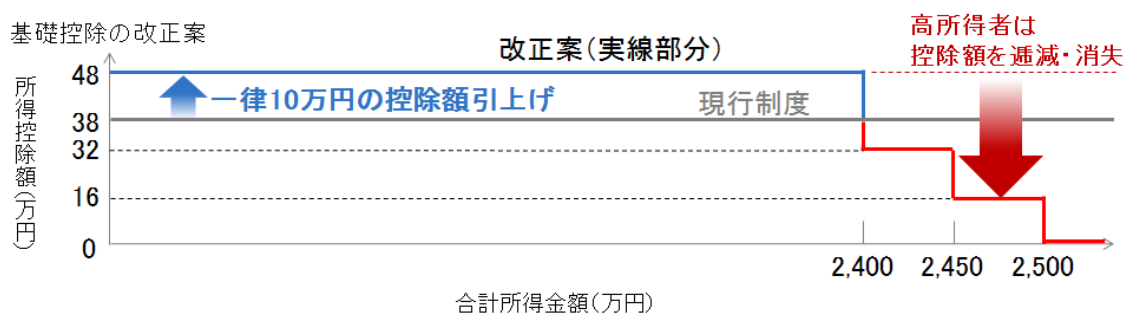 基礎控除の改正案
改正案(実線部分)
高所得者は
控除額を逓減・消失
所得控除額(万円)
48
一律10万円の控除額引上げ
現行制度
38
32
16
0
2,400
2,450
2,500
合計所得金額(万円)